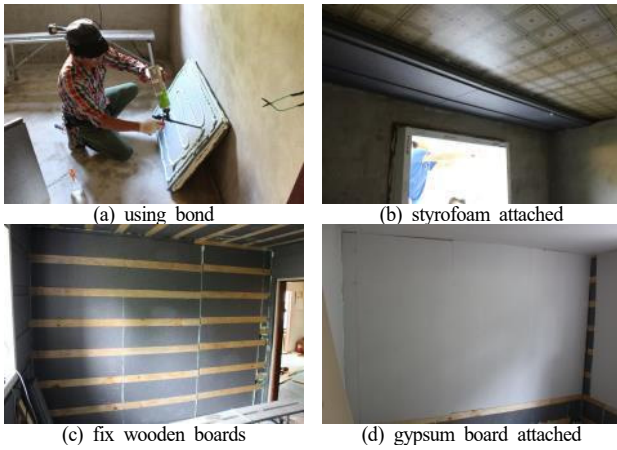 (a) using bond
(b) styrofoam attached
(c) fix wooden boards
(d) gypsum board attached